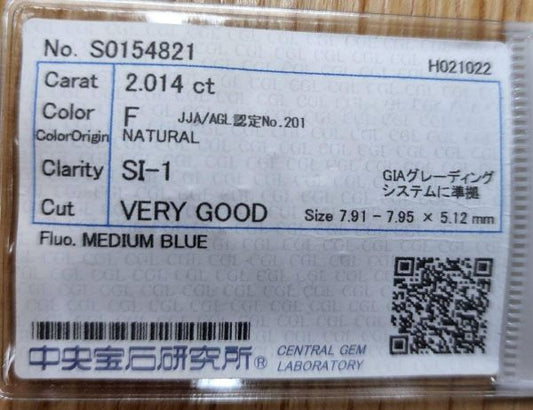 No. S0154821
H021022
Carat 2.014 ct
Color F JJA/AGL認定No.201
ColorOrigin NATURAL
Clarity SI-1 GIAグレーディング
システムに準拠
Cut VERY GOOD Size 7.91 - 7.95 × 5.12 mm
Fluo. MEDIUM BLUE
中央宝石研究所® CENTRAL GEM
LABORATORY